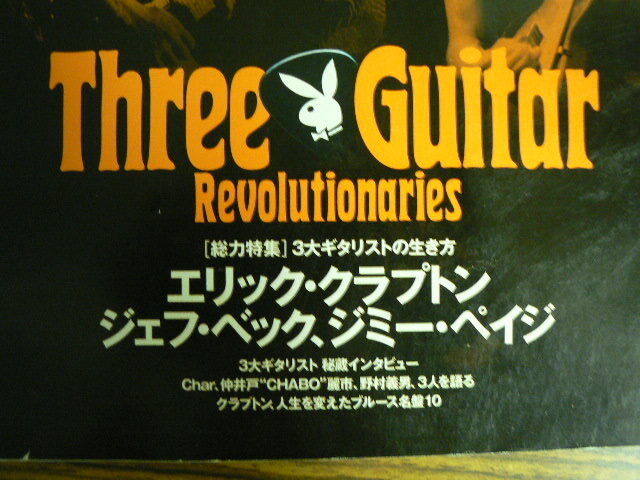 Three Guitar
Revolutionaries
[総力特集] 3大ギタリストの生き方
エリック・クラプトン
ジェフ・ベック、ジミー・ペイジ
3大ギタリスト 秘蔵インタビュー
Char、仲井戸“CHABO”麗市、野村義男、3人を語る
クラプトン、人生を変えたブルース名盤10